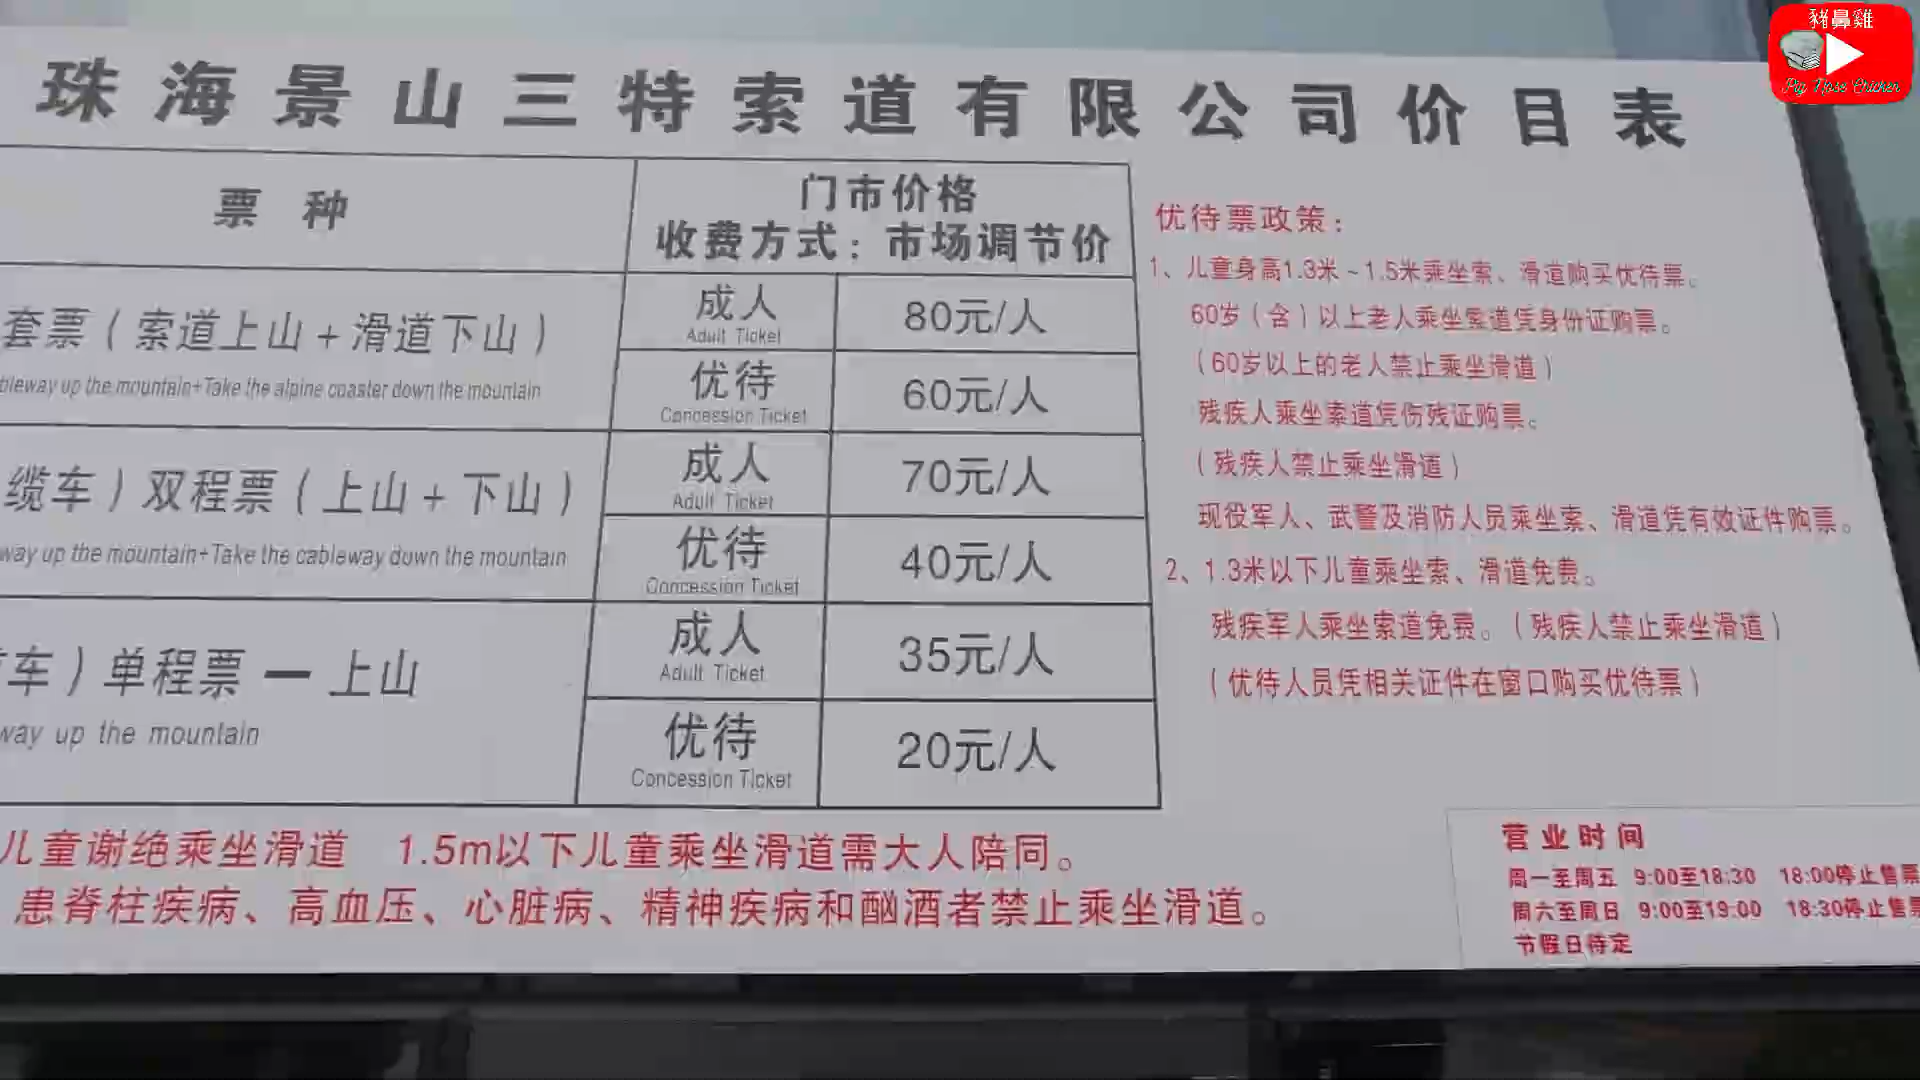 豬鼻雞
Pig Nose Chicken
珠海景山三特索道有限公司价目表
票种
门市价格
收费方式：市场调节价
套票（索道上山+滑道下山）
up the mountain+Take the alpine coaster down the mountain
成人
Adult Ticket
80元/人
优待
Concession Ticket
60元/人
缆车）双程票（上山+下山）
up the mountain+Take the cableway down the mountain
成人
Adult Ticket
70元/人
优待
Concession Ticket
40元/人
车）单程票一上山
up the mountain
成人
Adult Ticket
35元/人
优待
Concession Ticket
20元/人
优待票政策：
1、儿童身高1.3米~1.5米乘坐索、滑道购买优待票。
60岁（含）以上老人乘坐索道凭身份证购票。
（60岁以上的老人禁止乘坐滑道）
残疾人乘坐索道凭伤残证购票。
（残疾人禁止乘坐滑道）
现役军人、武警及消防人员乘坐索、滑道凭有效证件购票。
2、1.3米以下儿童乘坐索、滑道免费。
残疾军人乘坐索道免费。（残疾人禁止乘坐滑道）
（优待人员凭相关证件在窗口购买优待票）
儿童谢绝乘坐滑道 1.5m以下儿童乘坐滑道需大人陪同。
患脊柱疾病、高血压、心脏病、精神疾病和酗酒者禁止乘坐滑道。
营业时间
周一至周五 9:00至18:30 18:00停止售票
周六至周日 9:00至19:00 18:30停止售票
节假日待定